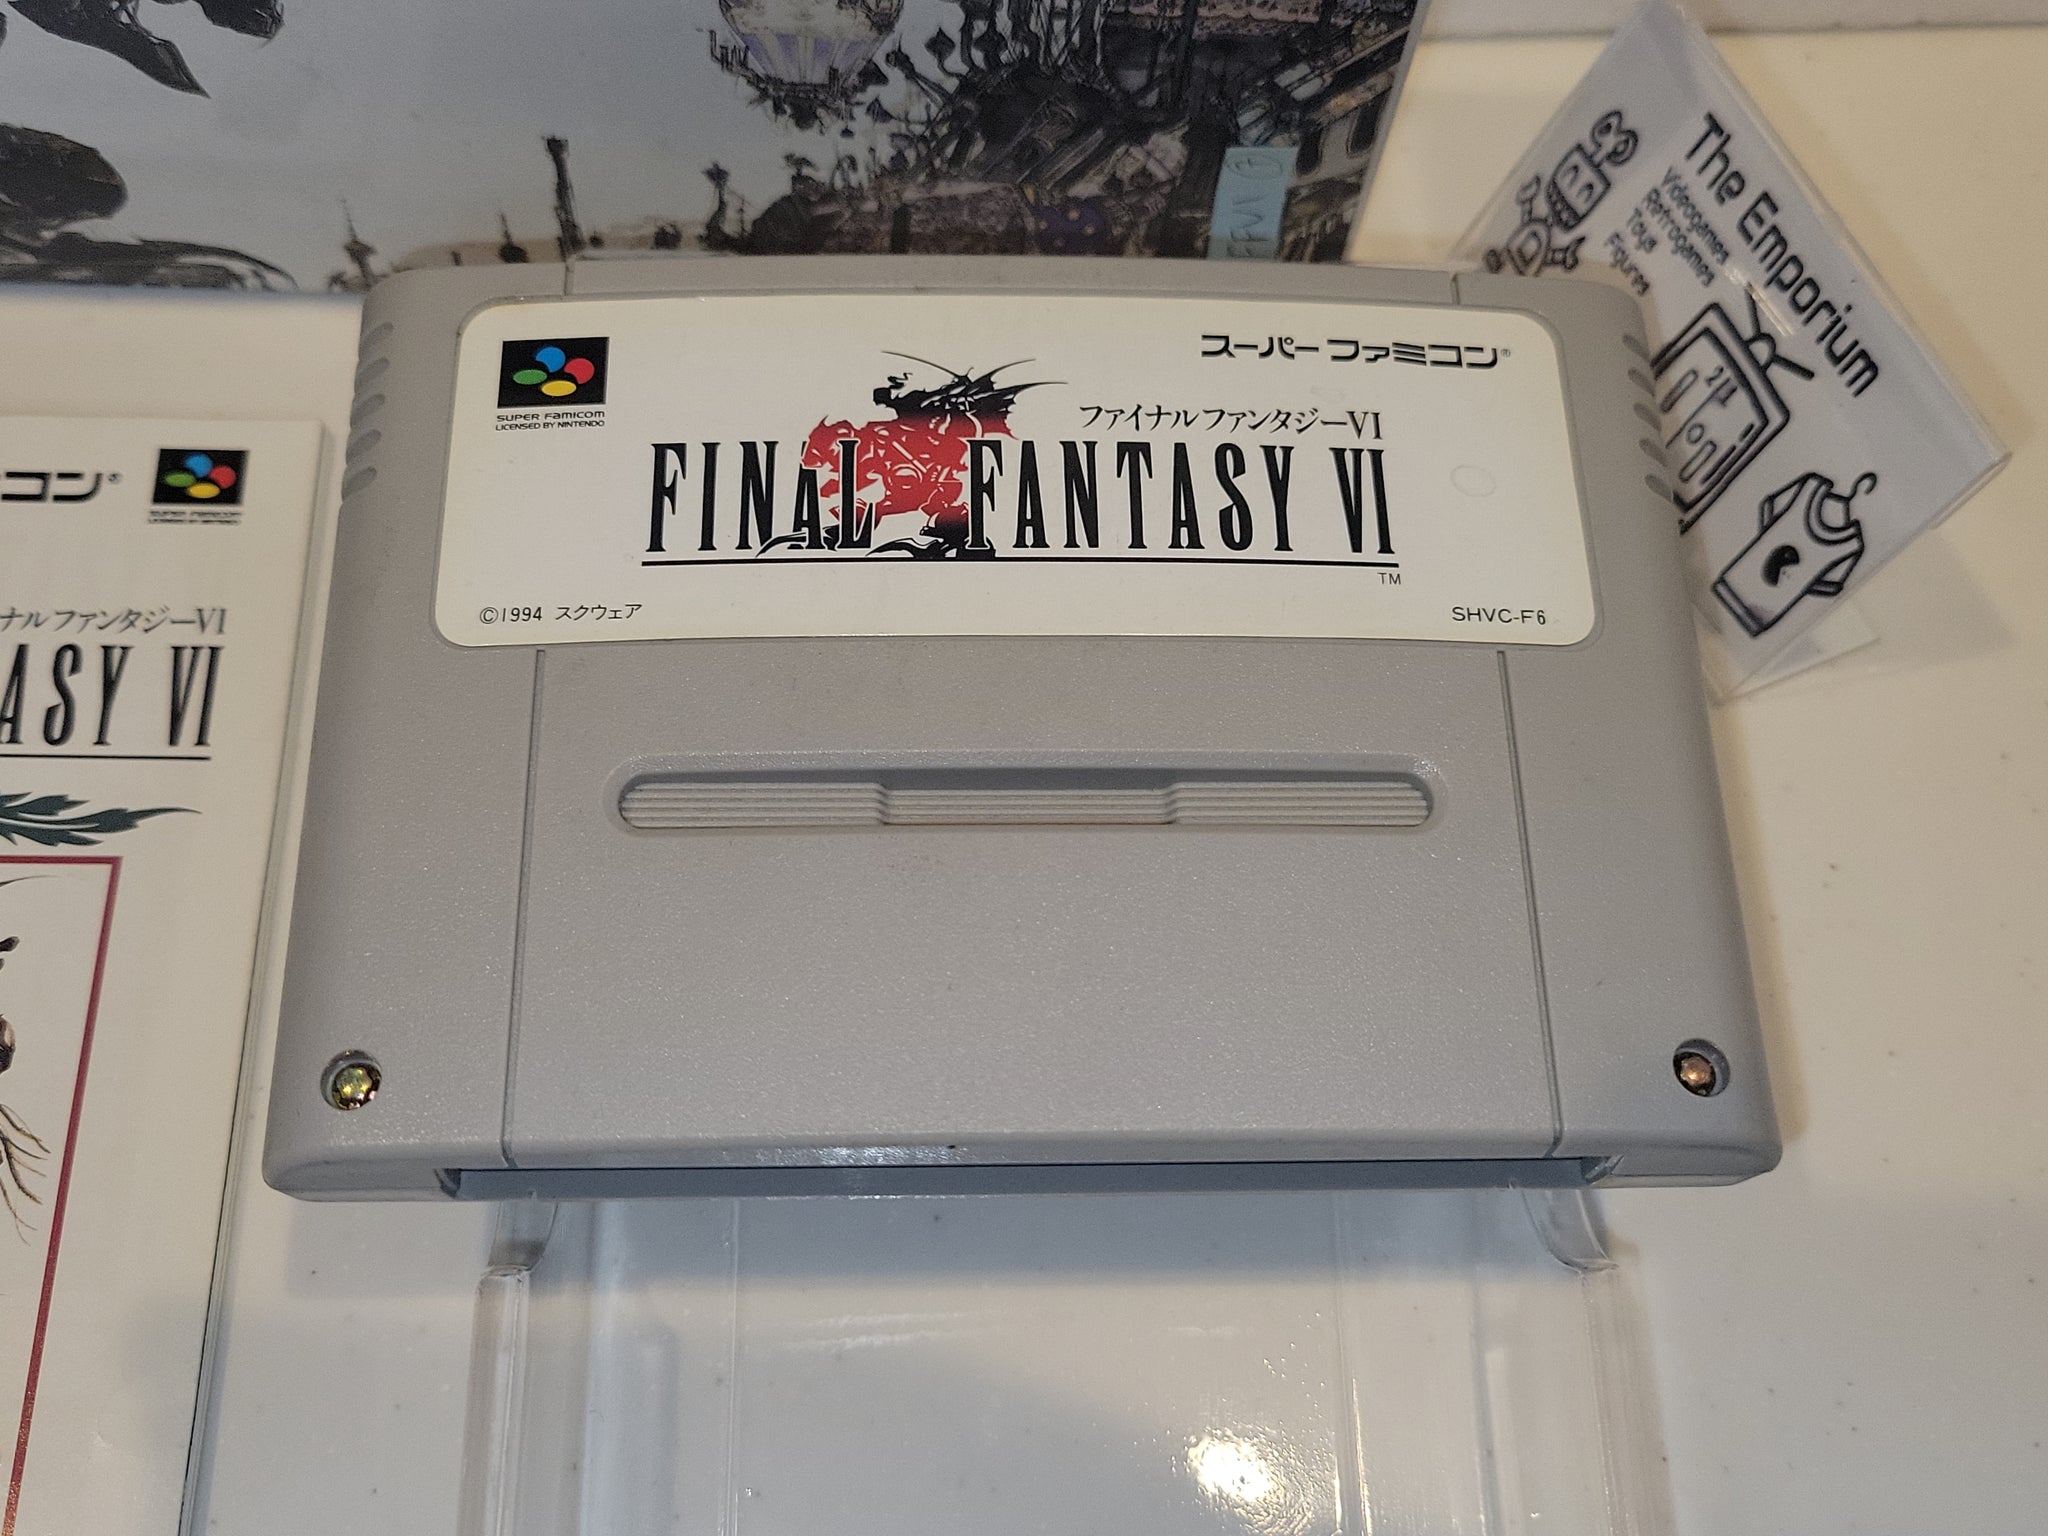 スーパーファミコン®
SUPER FAMICOM
LICENSED BY NINTENDO
ファイナルファンタジーVI
FINAL FANTASY VI
TM
©1994 スクウェア
SHVC-F6
コン®
ナルファンタジーVI
ASY VI
The Emporium
Videogames
Retrogames
Toys
Figures